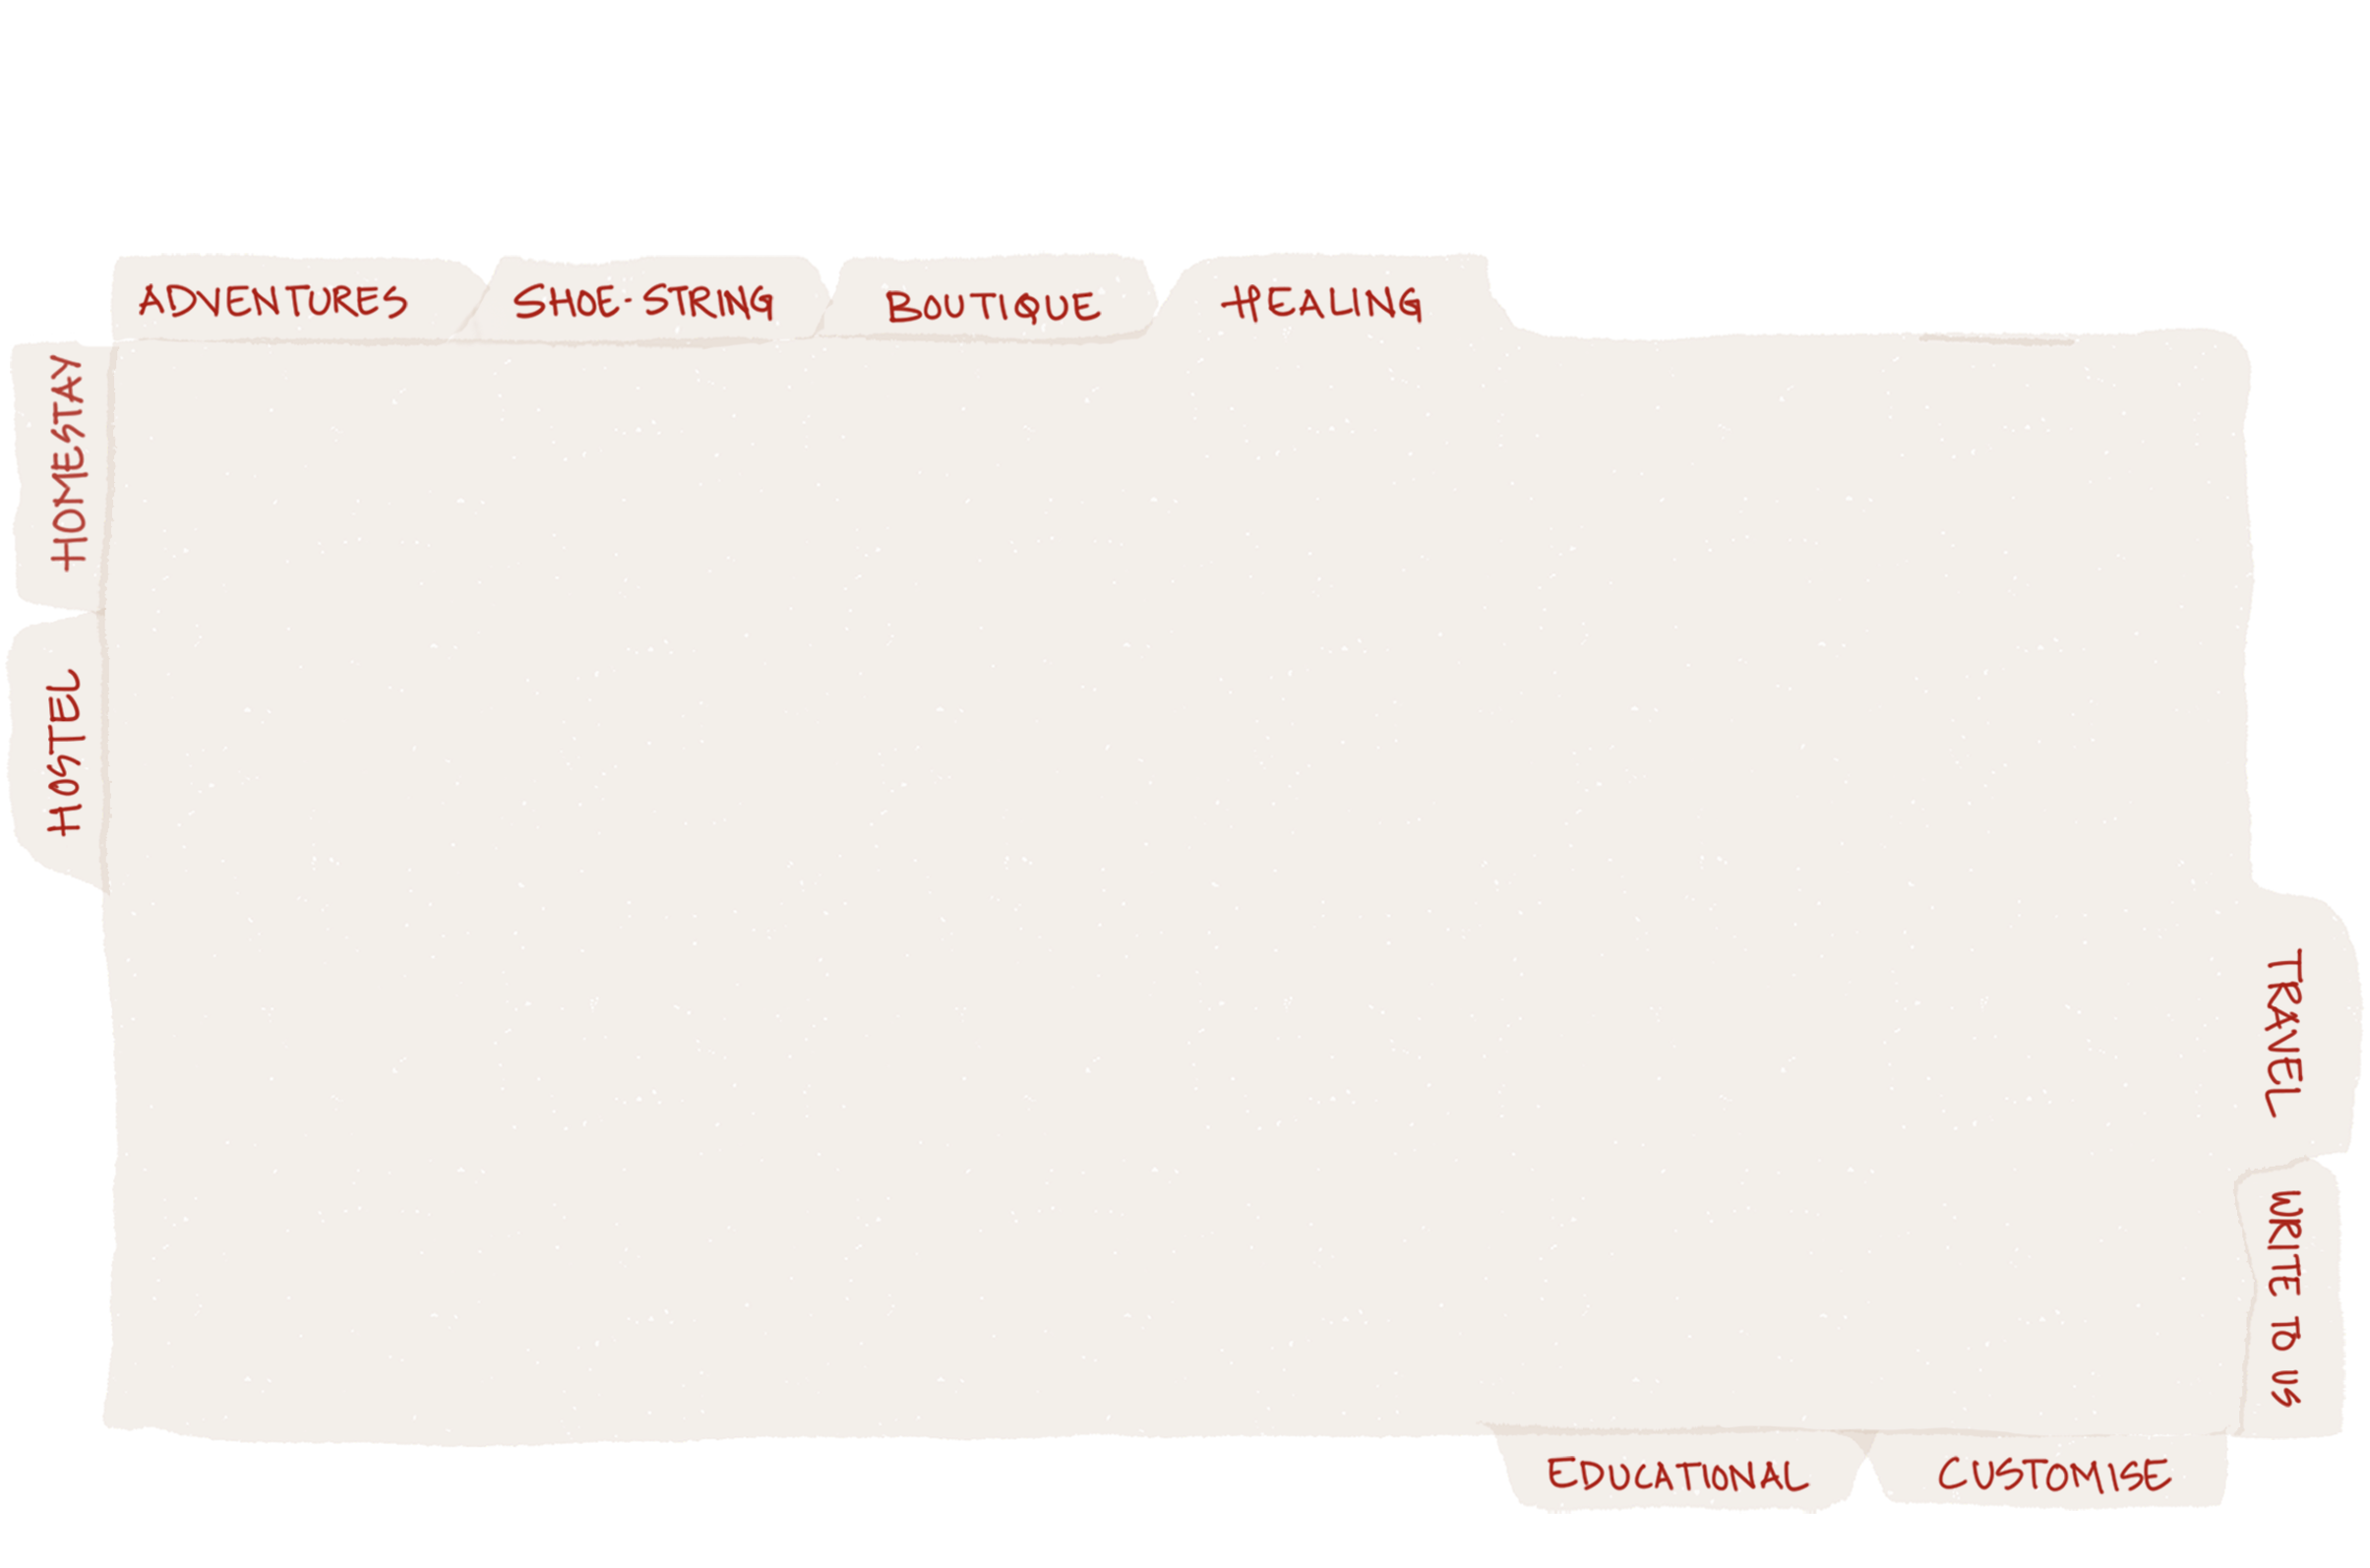 ADVENTURES
SHOE-STRING
BOUTIQUE
HEALING
HOMESTAY
HOSTEL
TRAVEL
WRITE TO US
EDUCATIONAL
CUSTOMISE